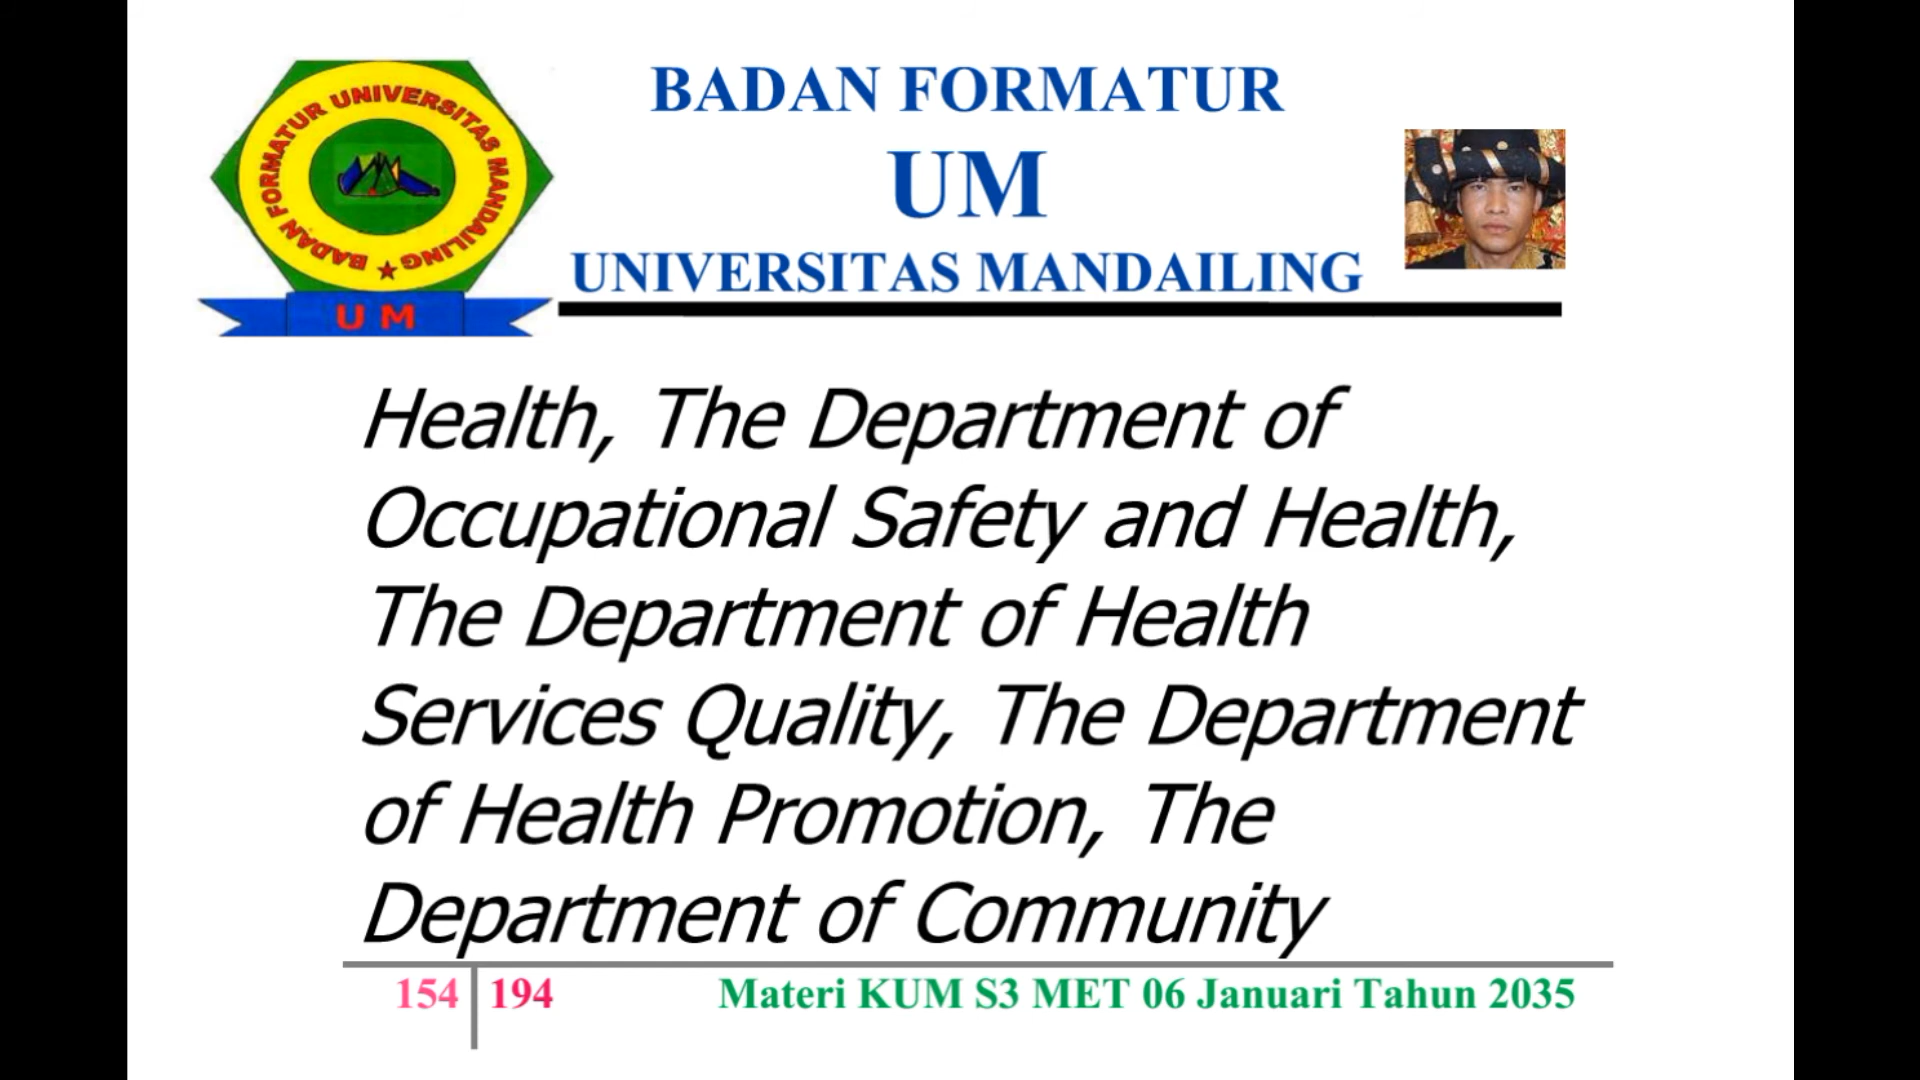 BADAN FORMATUR UNIVERSITAS MANDAILING
UM
BADAN FORMATUR
UM
UNIVERSITAS MANDAILING
Health, The Department of
Occupational Safety and Health,
The Department of Health
Services Quality, The Department
of Health Promotion, The
Department of Community
154 194 Materi KUM S3 MET 06 Januari Tahun 2035